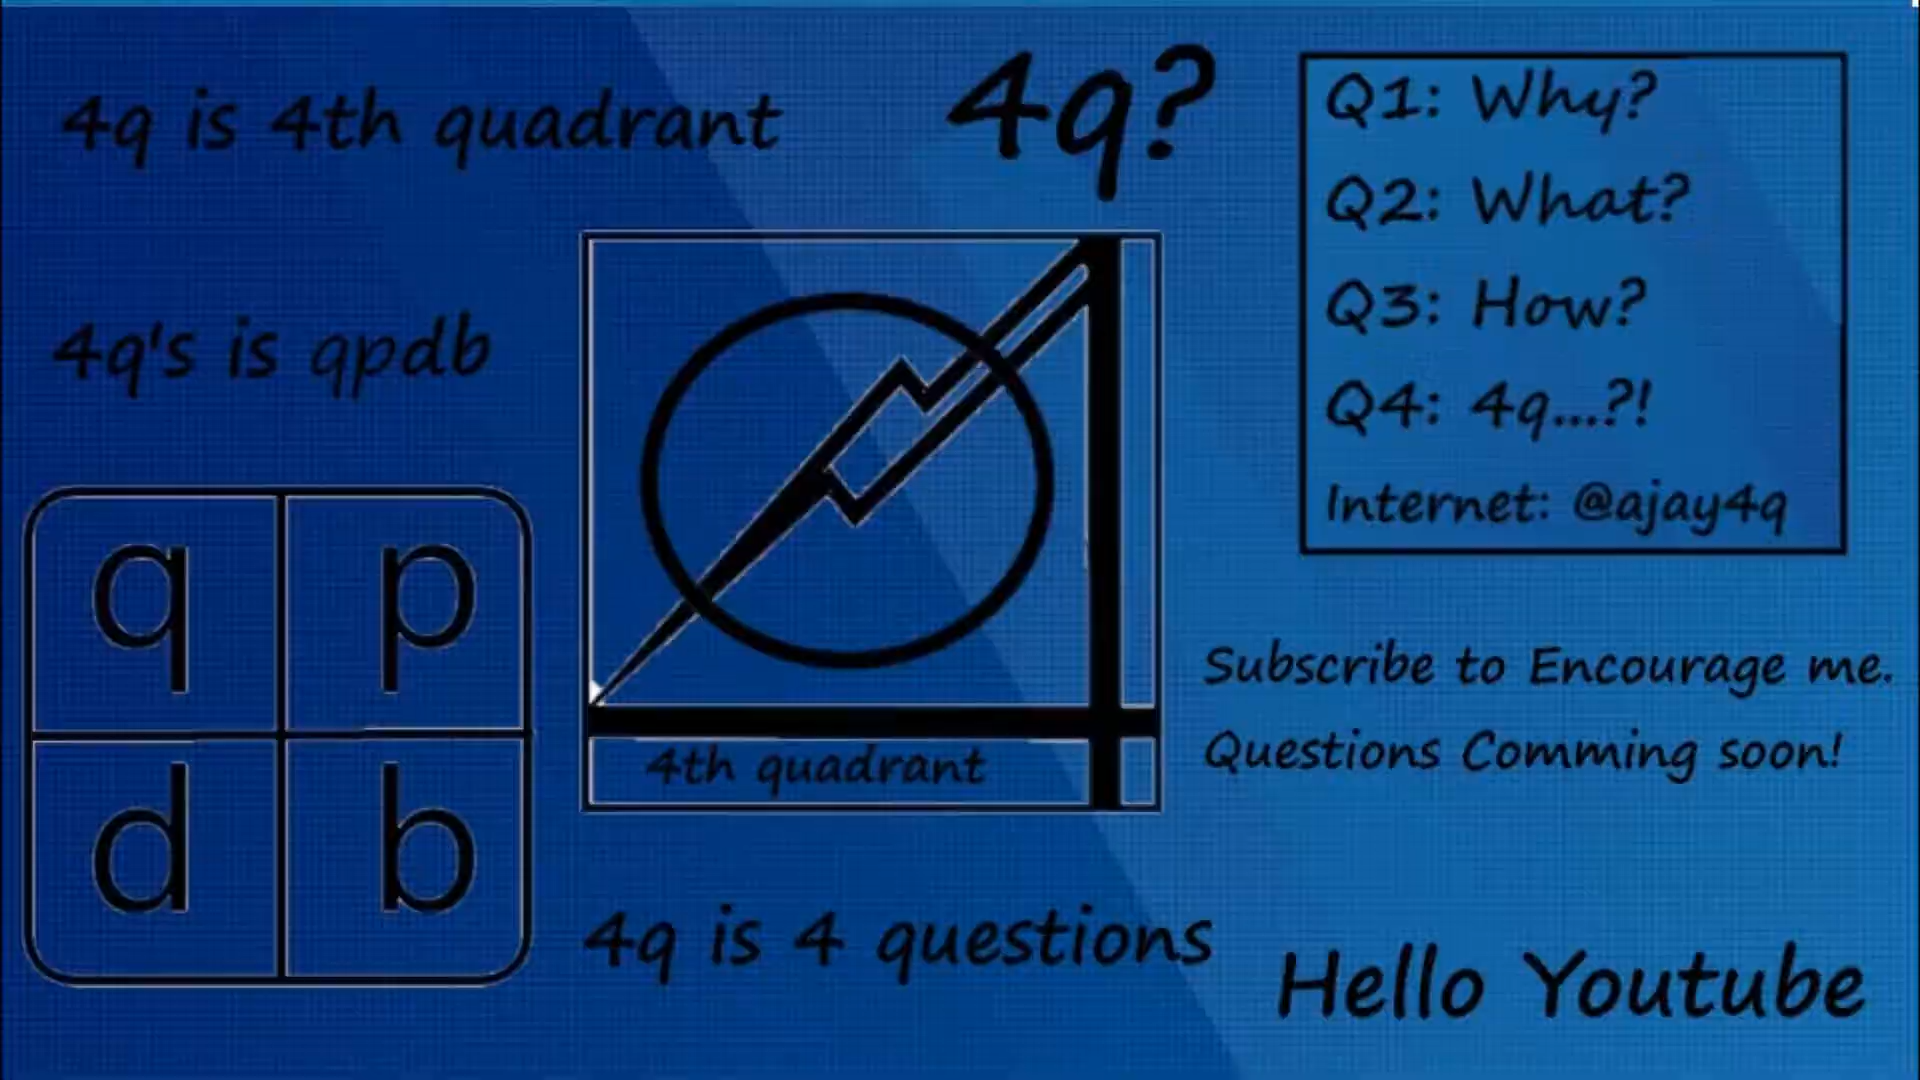 4q is 4th quadrant
4q?
4q's is qpdb
q p
d b
4th quadrant
4q is 4 questions
Q1: Why?
Q2: What?
Q3: How?
Q4: 4q...?!
Internet: @ajay4q
Subscribe to Encourage me.
Questions Comming soon!
Hello Youtube